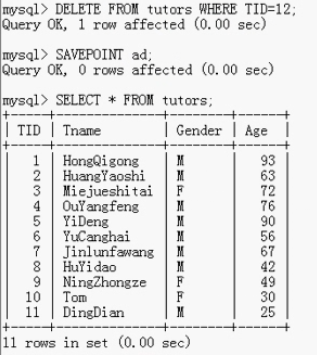 mysql> DELETE FROM tutors WHERE TID=12;
Query OK, 1 row affected (0.00 sec)
mysql> SAVEPOINT ad;
Query OK, 0 rows affected (0.00 sec)
mysql> SELECT * FROM tutors;
+-----+---------------+--------+------+
| TID | Tname | Gender | Age |
+-----+---------------+--------+------+
| 1 | HongQigong | M | 93 |
| 2 | HuangYaoshi | M | 63 |
| 3 | Miejueshitai | F | 72 |
| 4 | OuYangfeng | M | 76 |
| 5 | YiDeng | M | 90 |
| 6 | YuCanghai | M | 56 |
| 7 | Jinlunfawang | M | 67 |
| 8 | HuYidao | M | 42 |
| 9 | NingZhongze | F | 49 |
| 10 | Tom | F | 30 |
| 11 | DingDian | M | 25 |
+-----+---------------+--------+------+
11 rows in set (0.00 sec)